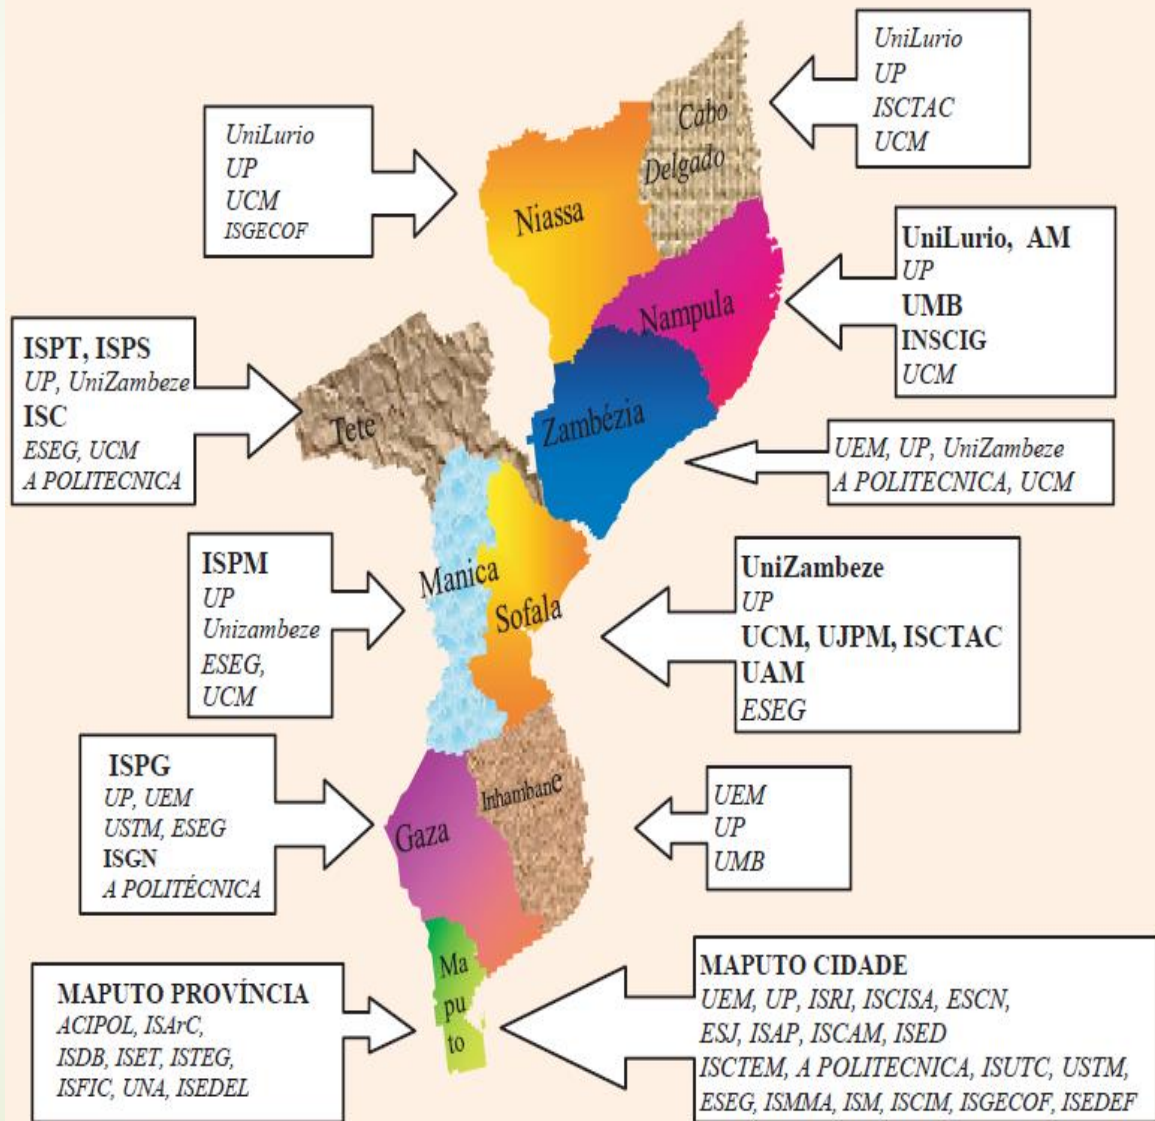 UniLurio
UP
ISCTAC
UCM
Cabo
Delgado
UniLurio
UP
UCM
ISGECOF
Niassa
UniLurio, AM
UP
UMB
INSCIG
UCM
Nampula
ISPT, ISPS
UP, UniZambeze
ISC
ESEG, UCM
A POLITECNICA
Tete
Zambézia
UEM, UP, UniZambeze
A POLITECNICA, UCM
ISPM
UP
Unizambeze
ESEG,
UCM
Manica
Sofala
UniZambeze
UP
UCM, UJPM, ISCTAC
UAM
ESEG
ISPG
UP, UEM
USTM, ESEG
ISGN
A POLITÉCNICA
Gaza
Inhambane
UEM
UP
UMB
MAPUTO PROVÍNCIA
ACIPOL, ISArC,
ISDB, ISET, ISTEG,
ISFIC, UNA, ISEDEL
Ma
pu
to
MAPUTO CIDADE
UEM, UP, ISRI, ISCISA, ESCN,
ESJ, ISAP, ISCAM, ISED
ISCTEM, A POLITECNICA, ISUTC, USTM,
ESEG, ISMMA, ISM, ISCIM, ISGECOF, ISEDEF